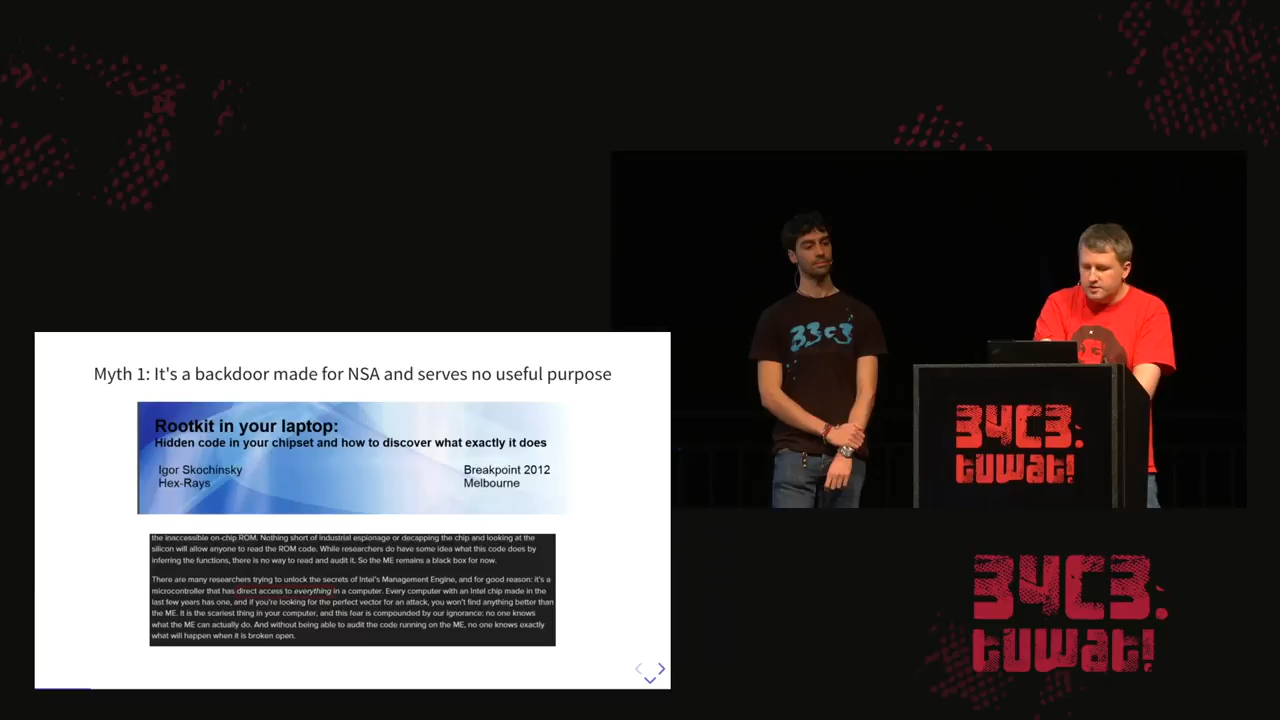 Myth 1: It's a backdoor made for NSA and serves no useful purpose
Rootkit in your laptop:
Hidden code in your chipset and how to discover what exactly it does
Igor Skochinsky
Hex-Rays
Breakpoint 2012
Melbourne
the inaccessible on-chip ROM. Nothing short of industrial espionage or decapping the chip and looking at the
silicon will allow anyone to read the ROM code. While researchers do have some idea what this code does by
inferring the functions, there is no way to read and audit it. So the ME remains a black box for now.
There are many researchers trying to unlock the secrets of Intel's Management Engine, and for good reason: it's a
microcontroller that has direct access to everything in a computer. Every computer with an Intel chip made in the
last few years has one, and if you're looking for the perfect vector for an attack, you won't find anything better than
the ME. It is the scariest thing in your computer, and this fear is compounded by our ignorance: no one knows
what the ME can actually do. And without being able to audit the code running on the ME, no one knows exactly
what will happen when it is broken open.
33c3
34C3.
tuwat!
34C3.
tuwat!